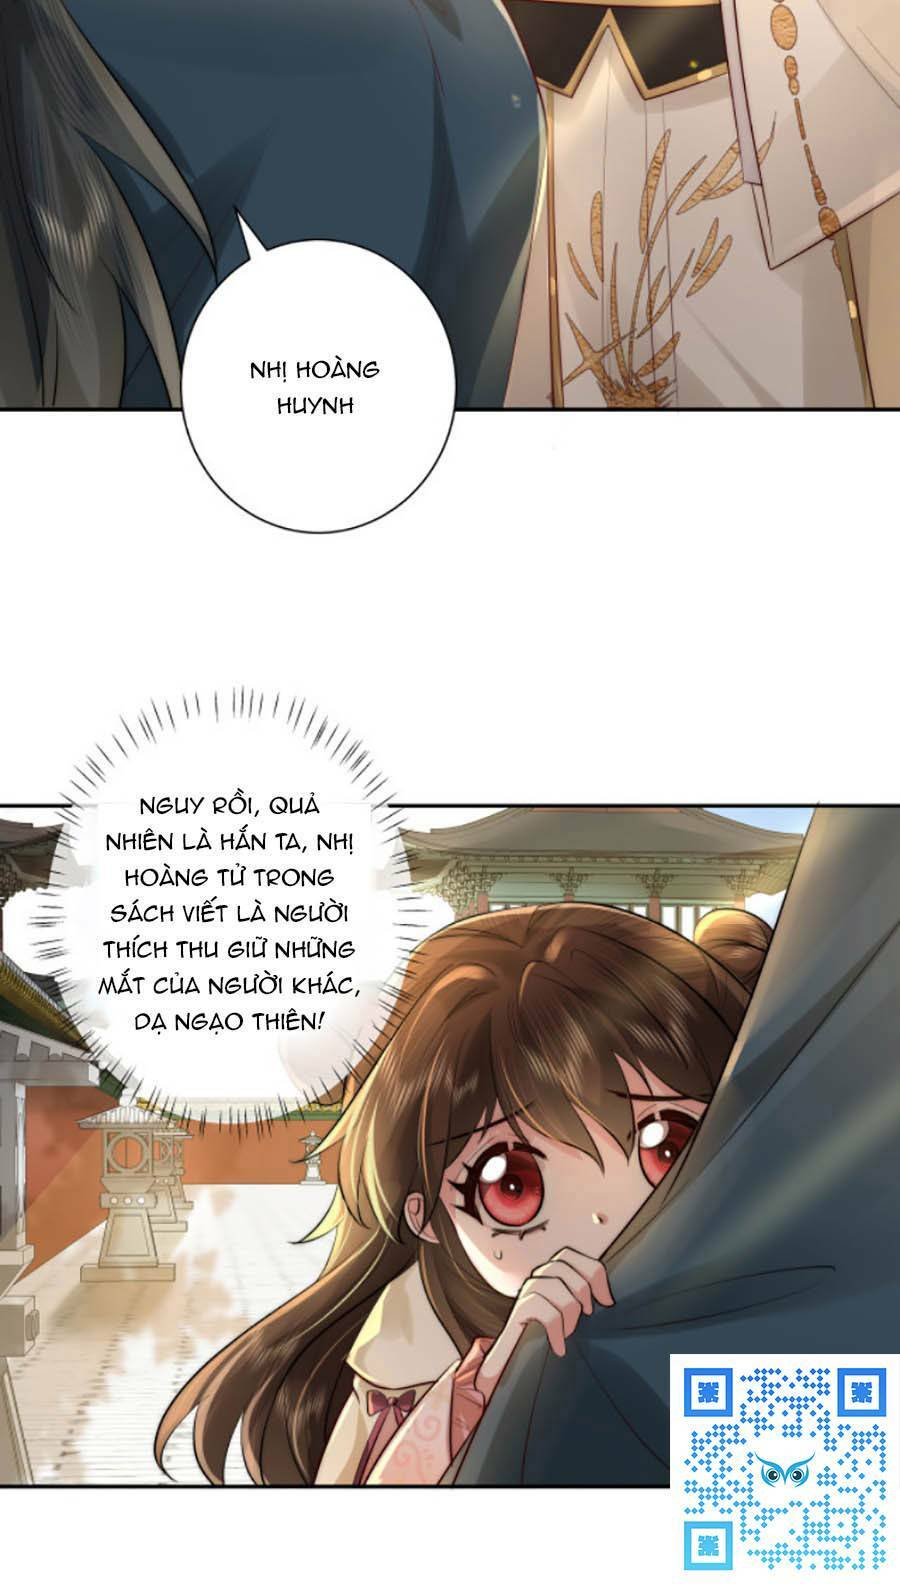 NHỊ HOÀNG
HUYNH
NGUY RỒI, QUẢ
NHIÊN LÀ HẮN TA, NHỊ
HOÀNG TỬ TRONG
SÁCH VIẾT LÀ NGƯỜI
THÍCH THU GIỮ NHỮNG
MẮT CỦA NGƯỜI KHÁC,
DẠ NGẠO THIÊN!